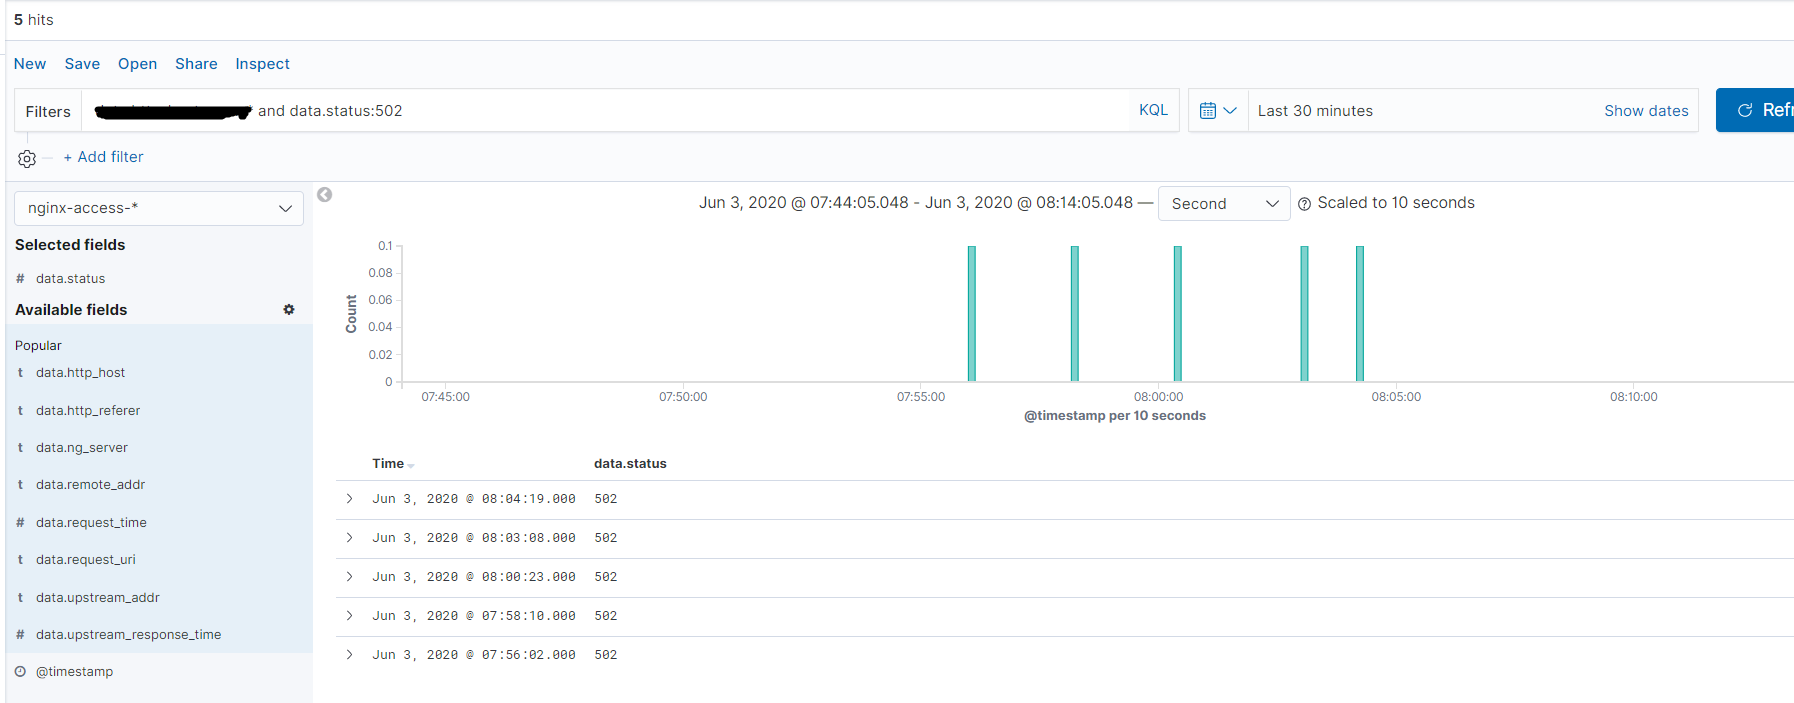 5 hits
New Save Open Share Inspect
Filters and data.status:502 KQL Last 30 minutes Show dates
+ Add filter
nginx-access-*
Selected fields
# data.status
Available fields
Popular
t data.http_host
t data.http_referer
t data.ng_server
t data.remote_addr
# data.request_time
t data.request_uri
t data.upstream_addr
# data.upstream_response_time
@timestamp
Jun 3, 2020 @ 07:44:05.048 - Jun 3, 2020 @ 08:14:05.048 — Second Scaled to 10 seconds
Count
0.1
0.08
0.06
0.04
0.02
0
07:45:00 07:50:00 07:55:00 08:00:00 08:05:00 08:10:00
@timestamp per 10 seconds
Time data.status
Jun 3, 2020 @ 08:04:19.000 502
Jun 3, 2020 @ 08:03:08.000 502
Jun 3, 2020 @ 08:00:23.000 502
Jun 3, 2020 @ 07:58:10.000 502
Jun 3, 2020 @ 07:56:02.000 502